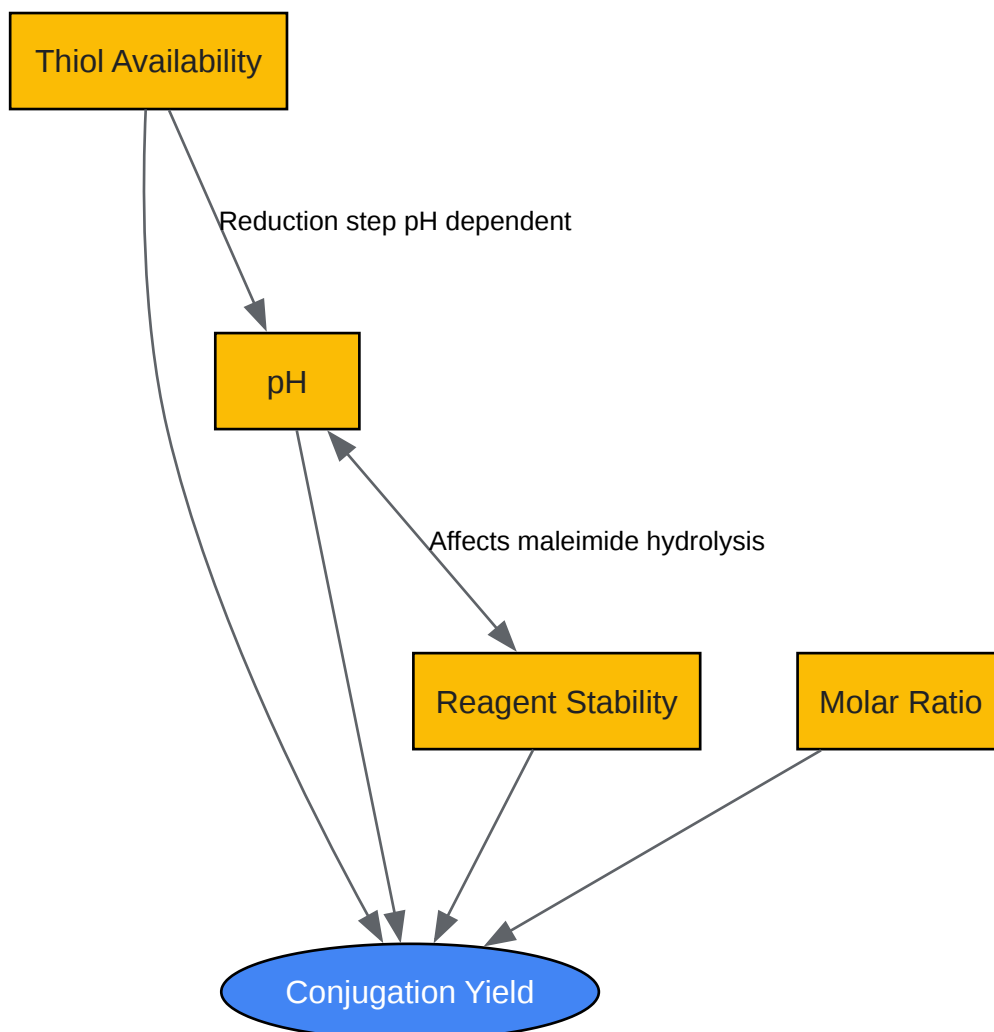 Thiol Availability
Reduction step pH dependent
pH
Affects maleimide hydrolysis
Reagent Stability
Molar Ratio
Conjugation Yield